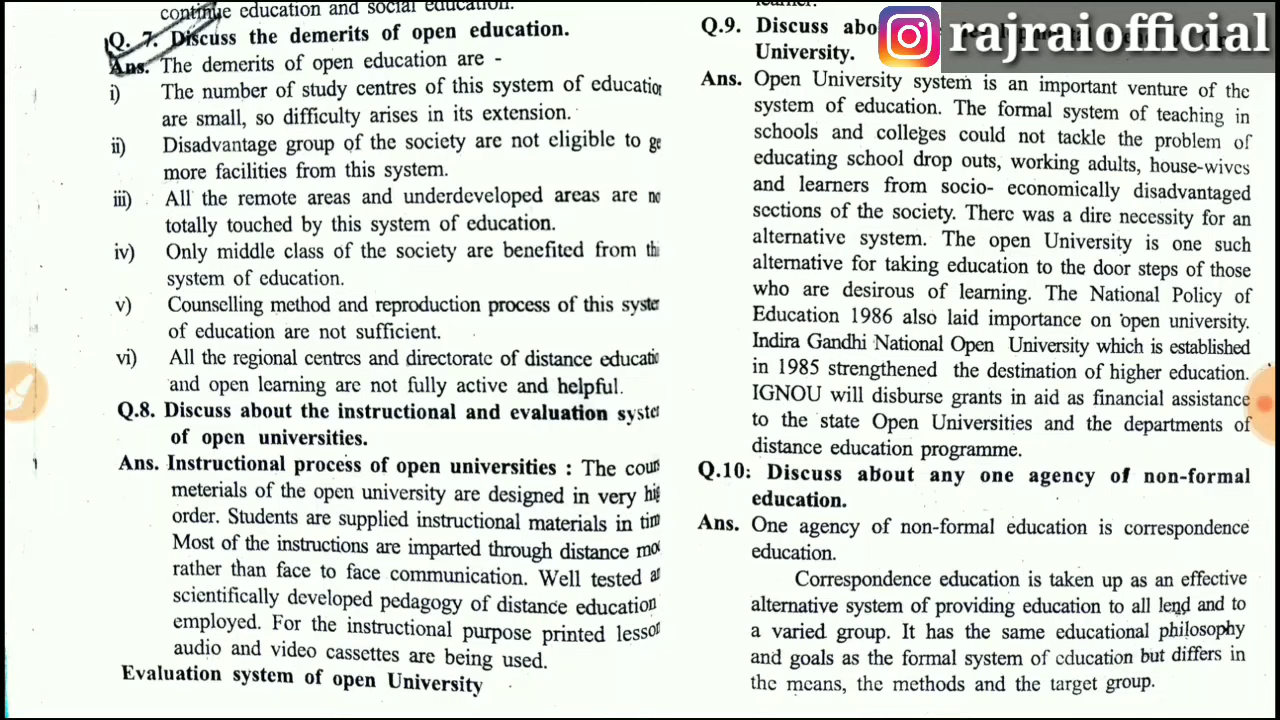 continue education and social education.
Q. 7. Discuss the demerits of open education.
Ans. The demerits of open education are -
i) The number of study centres of this system of education
are small, so difficulty arises in its extension.
ii) Disadvantage group of the society are not eligible to ge
more facilities from this system.
iii) All the remote areas and underdeveloped areas are no
totally touched by this system of education.
iv) Only middle class of the society are benefited from thi
system of education.
v) Counselling method and reproduction process of this syste
of education are not sufficient.
vi) All the regional centres and directorate of distance educatio
and open learning are not fully active and helpful.
Q.8. Discuss about the instructional and evaluation syste
of open universities.
Ans. Instructional process of open universities : The cour
meterials of the open university are designed in very hig
order. Students are supplied instructional materials in tim
Most of the instructions are imparted through distance mo
rather than face to face communication. Well tested a
scientifically developed pedagogy of distance education
employed. For the instructional purpose printed lesson
audio and video cassettes are being used.
Evaluation system of open University
learner.
Q.9. Discuss abo
University.
rajraiofficial
Ans. Open University system is an important venture of the
system of education. The formal system of teaching in
schools and colleges could not tackle the problem of
educating school drop outs, working adults, house-wives
and learners from socio- economically disadvantaged
sections of the society. There was a dire necessity for an
alternative system. The open University is one such
alternative for taking education to the door steps of those
who are desirous of learning. The National Policy of
Education 1986 also laid importance on open university.
Indira Gandhi National Open University which is established
in 1985 strengthened the destination of higher education.
IGNOU will disburse grants in aid as financial assistance
to the state Open Universities and the departments of
distance education programme.
Q.10: Discuss about any one agency of non-formal
education.
Ans. One agency of non-formal education is correspondence
education.
Correspondence education is taken up as an effective
alternative system of providing education to all lend and to
a varied group. It has the same educational philosophy
and goals as the formal system of education but differs in
the means, the methods and the target group.